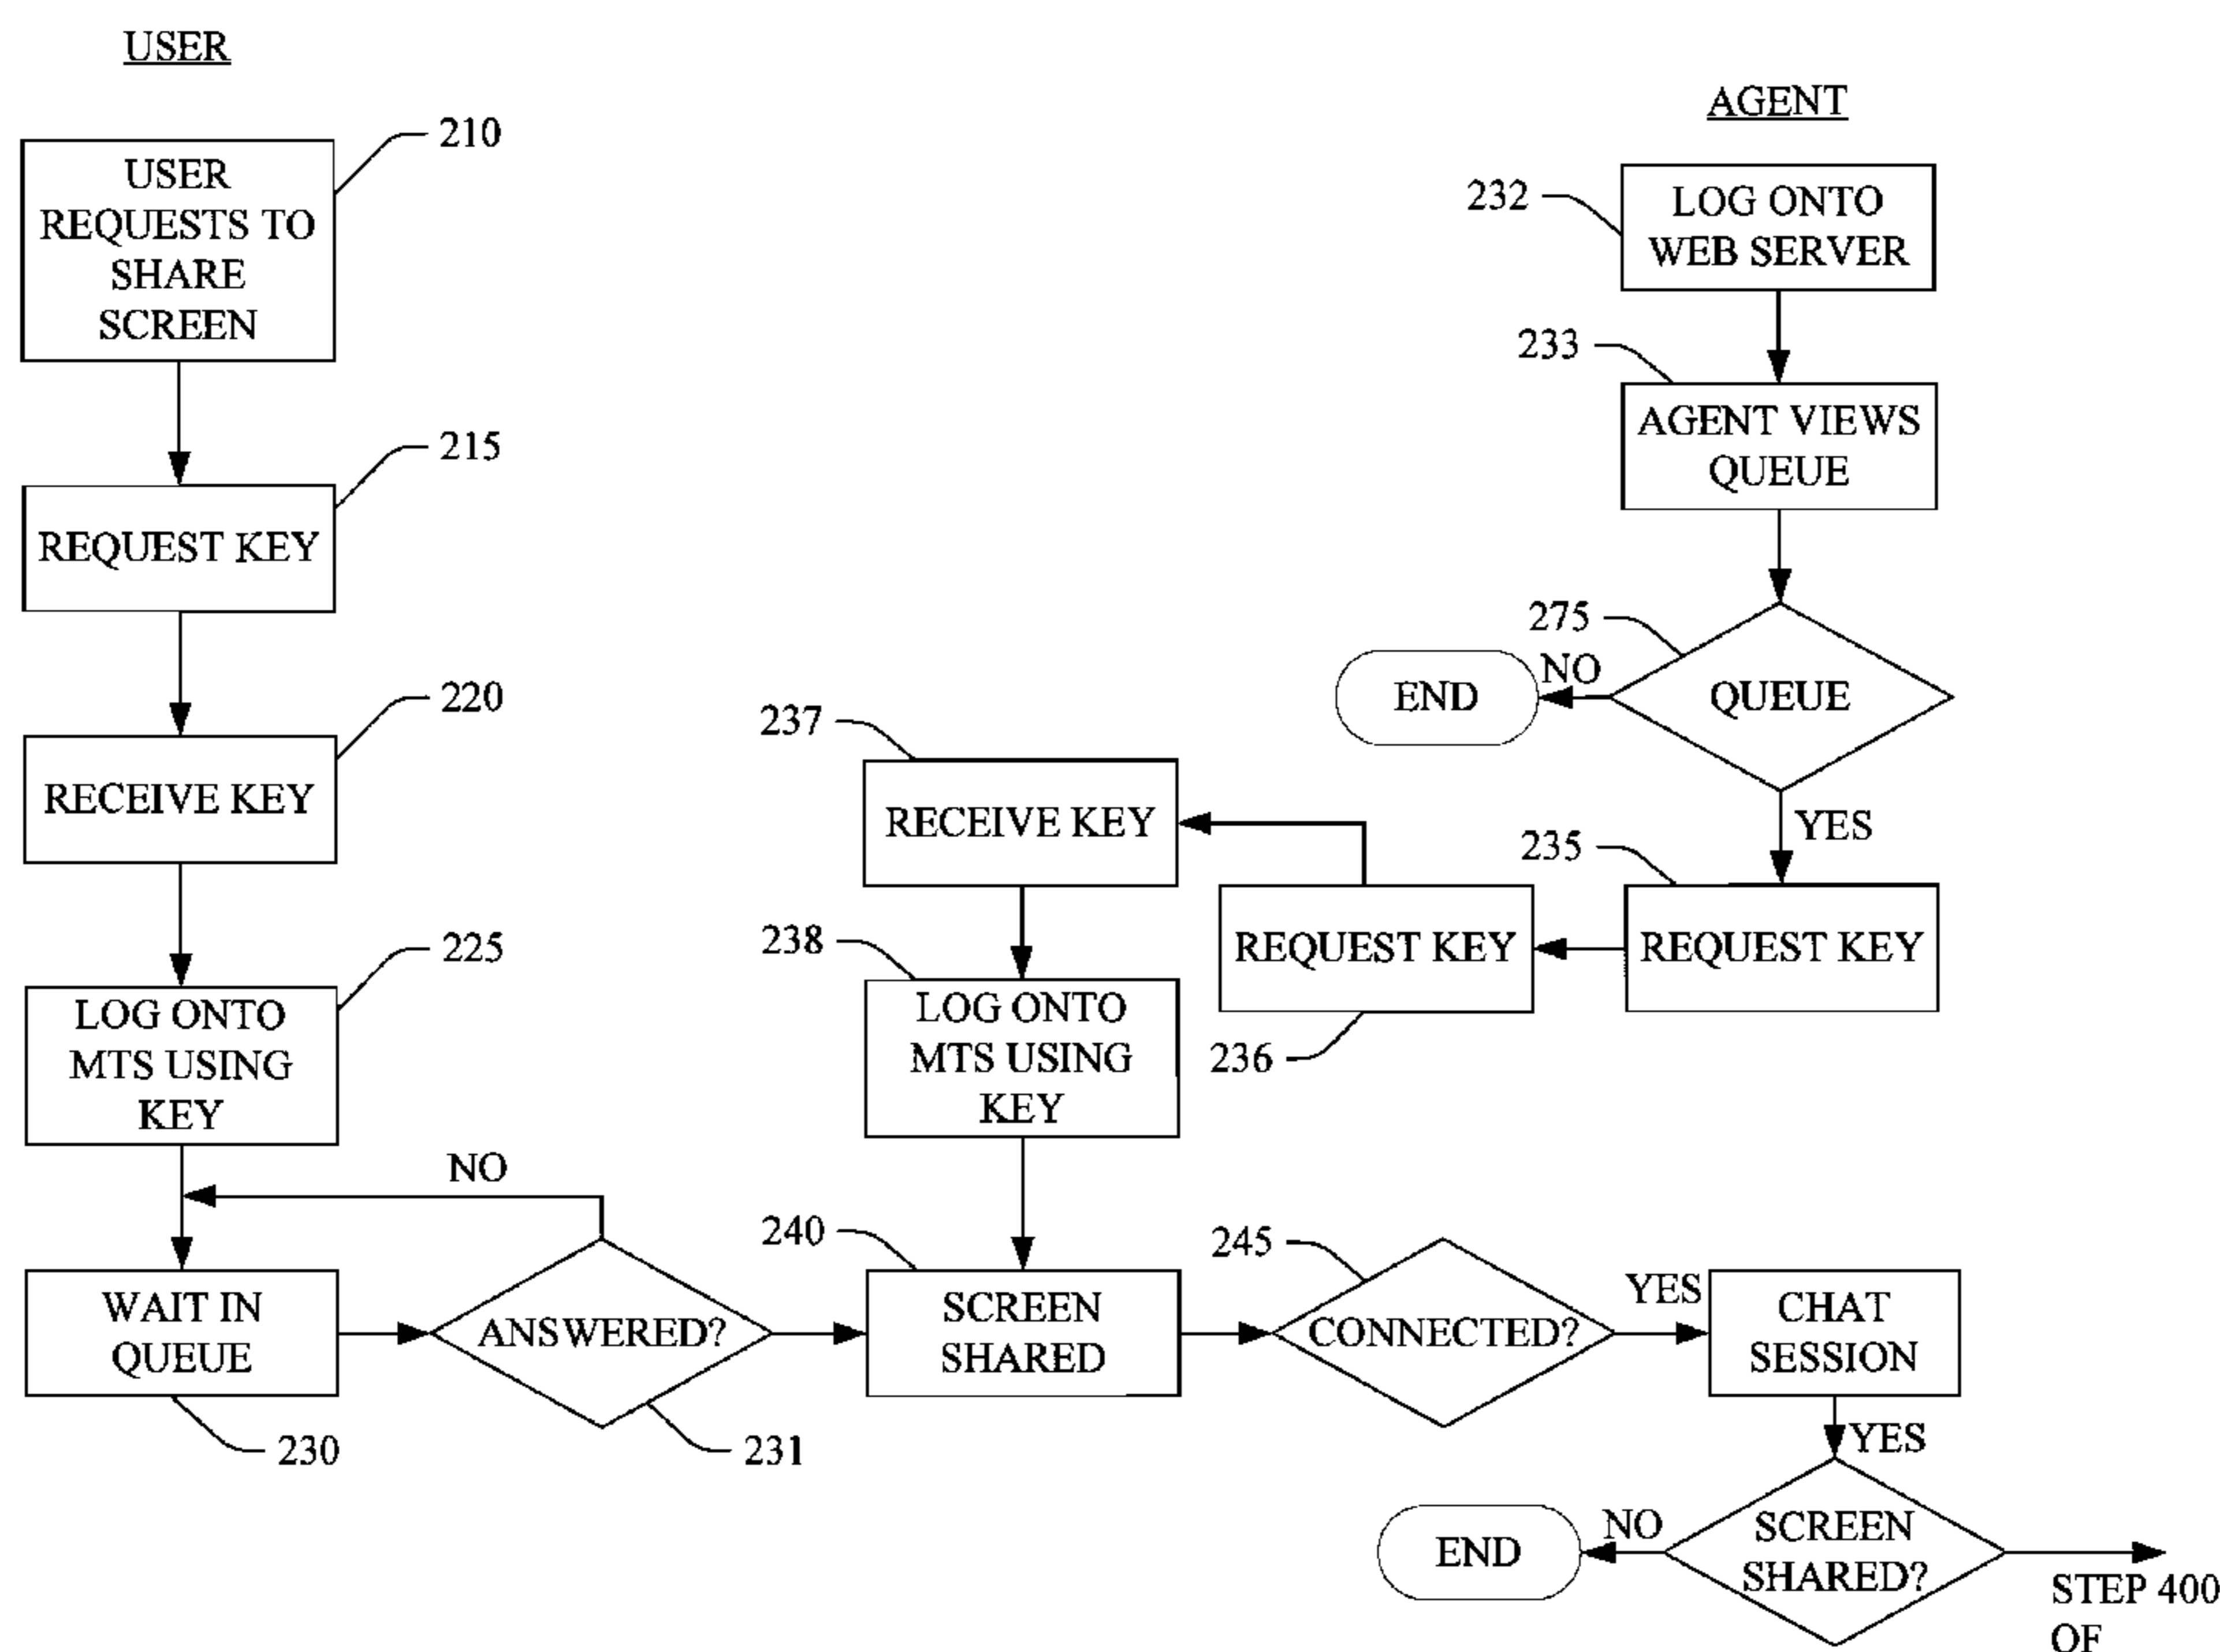 USER
210
USER
REQUESTS TO
SHARE
SCREEN
215
REQUEST KEY
220
RECEIVE KEY
225
LOG ONTO
MTS USING
KEY
NO
WAIT IN
QUEUE
230
ANSWERED?
231
AGENT
232
LOG ONTO
WEB SERVER
233
AGENT VIEWS
QUEUE
275
QUEUE
NO
END
YES
235
REQUEST KEY
REQUEST KEY
236
237
RECEIVE KEY
238
LOG ONTO
MTS USING
KEY
240
SCREEN
SHARED
245
CONNECTED?
YES
CHAT
SESSION
YES
SCREEN
SHARED?
NO
END
STEP 400
OF